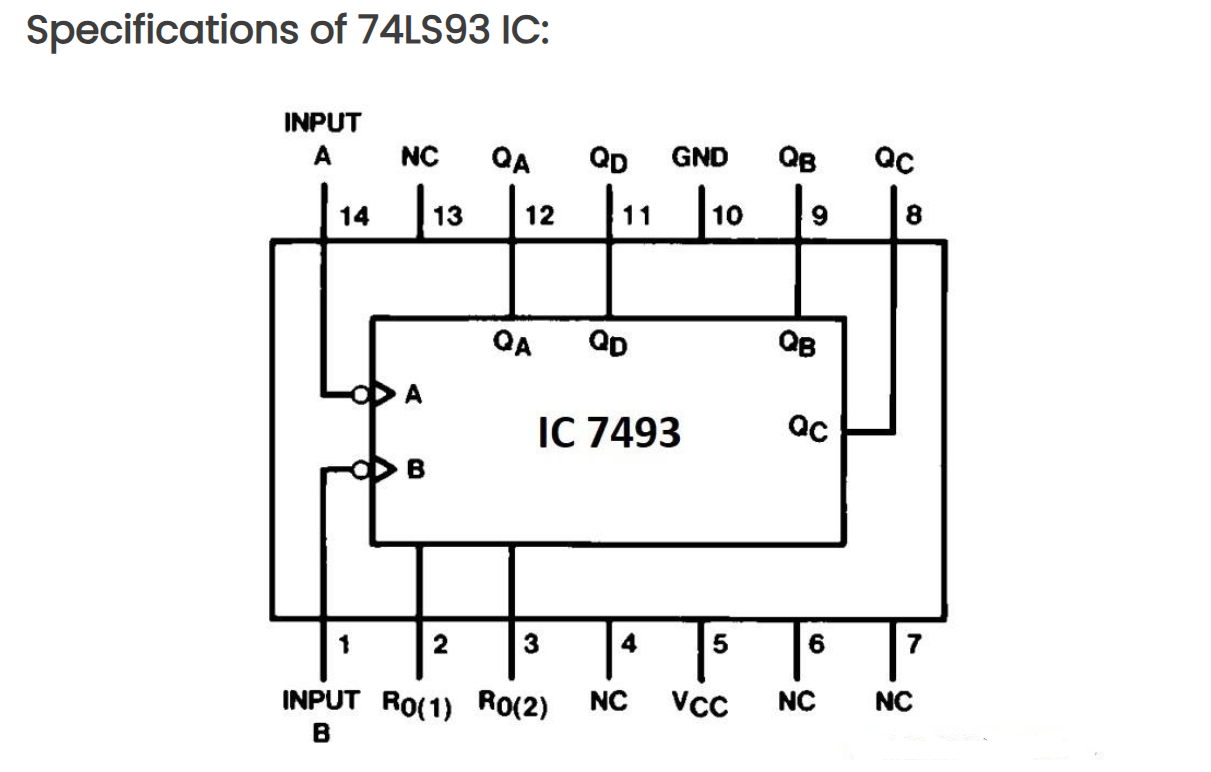 Specifications of 74LS93 IC:
INPUT
A NC QA QD GND QB QC
14 13 12 11 10 9 8
QA QD QB
A
IC 7493 QC
B
1 2 3 4 5 6 7
INPUT R0(1) R0(2) NC VCC NC NC
B